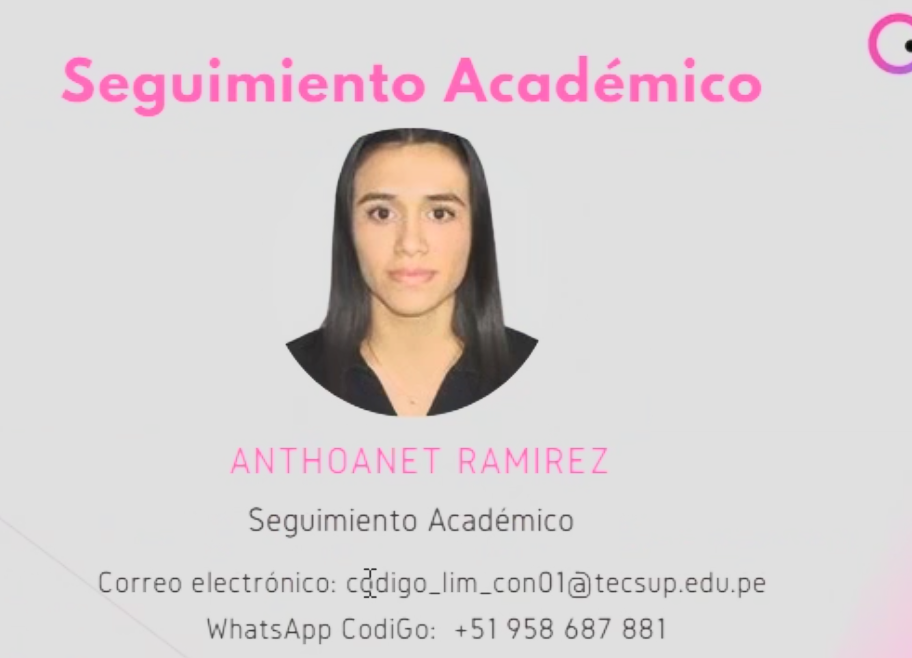 Seguimiento Académico
ANTHOANET RAMIREZ
Seguimiento Académico
Correo electrónico: codigo_lim_con01@tecsup.edu.pe
WhatsApp CodiGo: +51 958 687 881